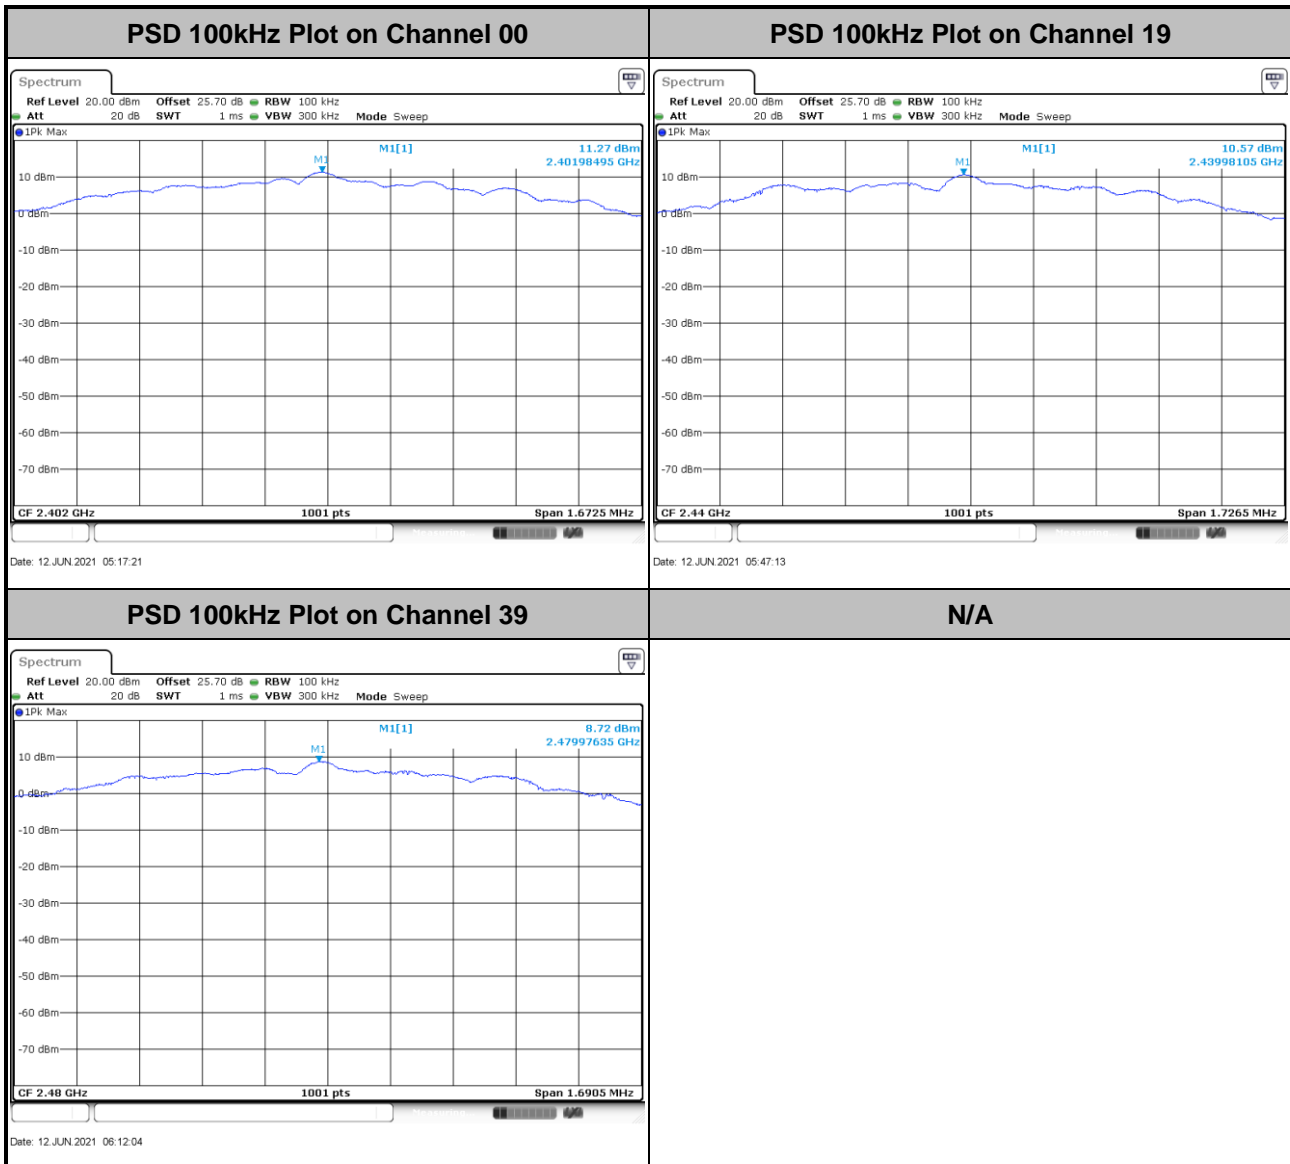 PSD 100kHz Plot on Channel 00
Spectrum
Ref Level 20.00 dBm Offset 25.70 dB RBW 100 kHz
Att 20 dB SWT 1 ms VBW 300 kHz Mode Sweep
1Pk Max
M1[1] 11.27 dBm
2.40198495 GHz
M1
10 dBm
0 dBm
-10 dBm
-20 dBm
-30 dBm
-40 dBm
-50 dBm
-60 dBm
-70 dBm
CF 2.402 GHz 1001 pts Span 1.6725 MHz
Measuring
Date: 12.JUN.2021 05:17:21
PSD 100kHz Plot on Channel 19
Spectrum
Ref Level 20.00 dBm Offset 25.70 dB RBW 100 kHz
Att 20 dB SWT 1 ms VBW 300 kHz Mode Sweep
1Pk Max
M1[1] 10.57 dBm
2.43998105 GHz
M1
10 dBm
0 dBm
-10 dBm
-20 dBm
-30 dBm
-40 dBm
-50 dBm
-60 dBm
-70 dBm
CF 2.44 GHz 1001 pts Span 1.7265 MHz
Measuring
Date: 12.JUN.2021 05:47:13
PSD 100kHz Plot on Channel 39
Spectrum
Ref Level 20.00 dBm Offset 25.70 dB RBW 100 kHz
Att 20 dB SWT 1 ms VBW 300 kHz Mode Sweep
1Pk Max
M1[1] 8.72 dBm
2.47997635 GHz
M1
10 dBm
0 dBm
-10 dBm
-20 dBm
-30 dBm
-40 dBm
-50 dBm
-60 dBm
-70 dBm
CF 2.48 GHz 1001 pts Span 1.6905 MHz
Measuring
Date: 12.JUN.2021 06:12:04
N/A